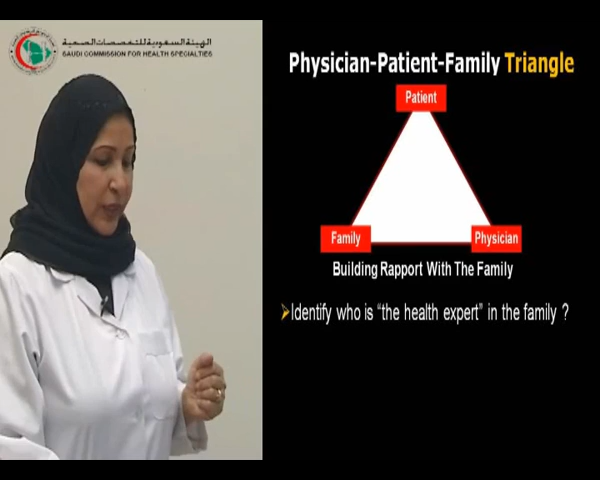 الهيئة السعودية للتخصصات الصحية
SAUDI COMMISSION FOR HEALTH SPECIALTIES
Physician-Patient-Family Triangle
Patient
Family
Physician
Building Rapport With The Family
➢Identify who is “the health expert” in the family ?